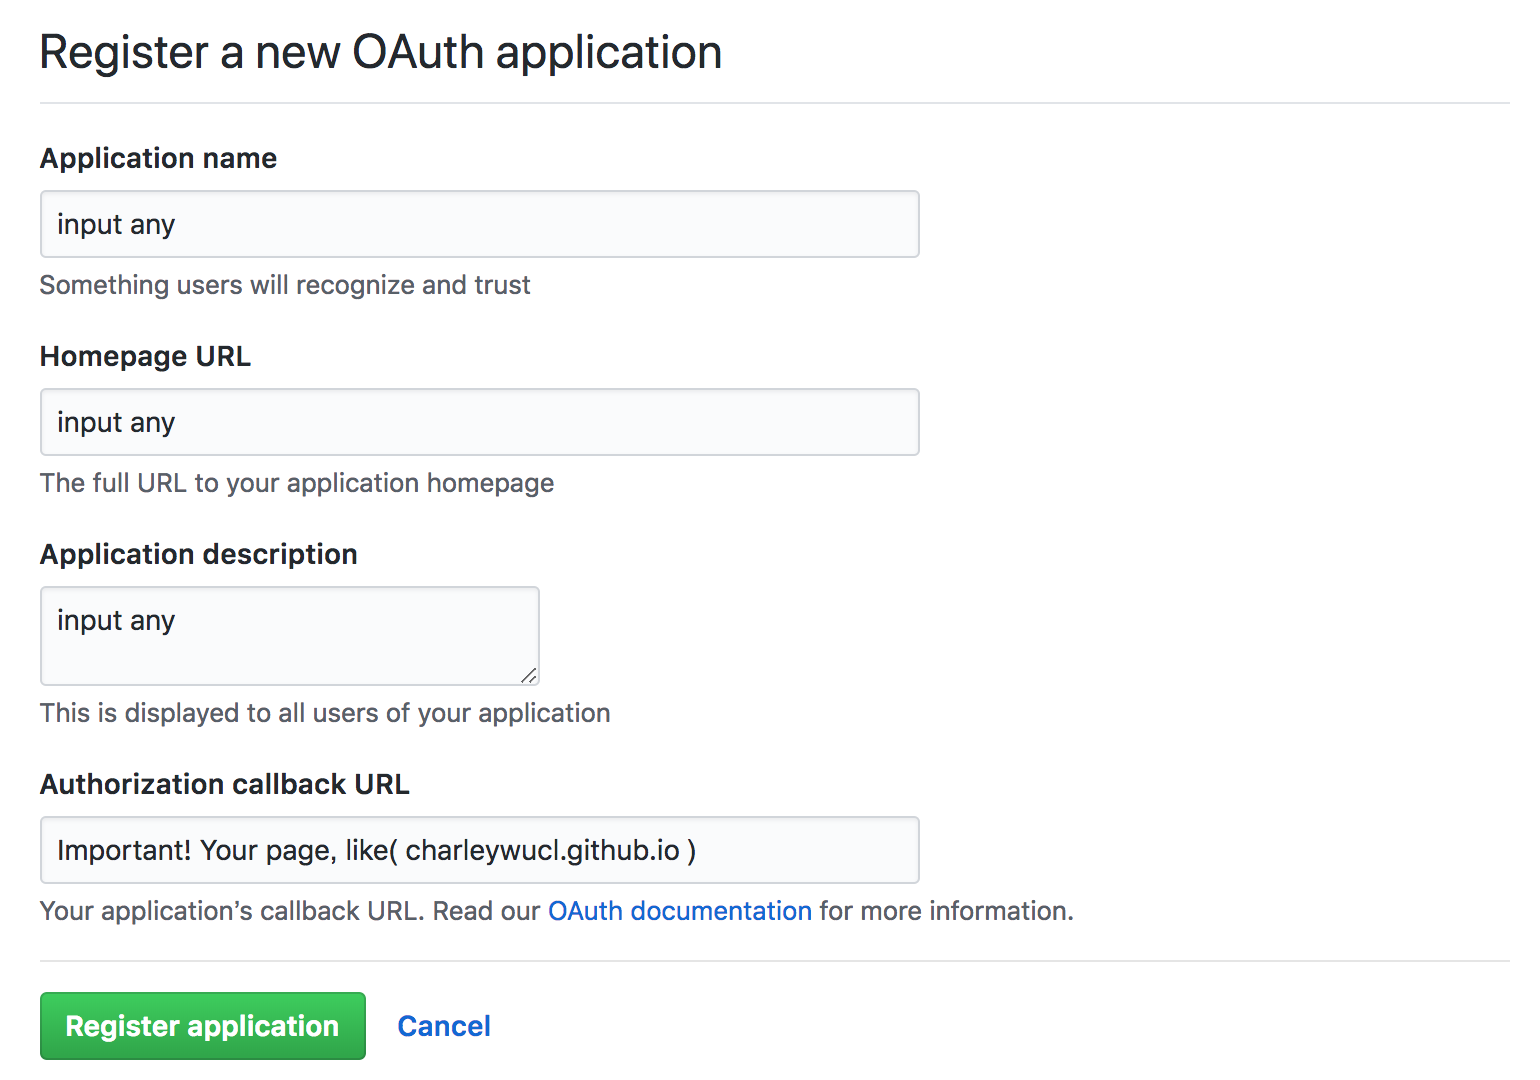 Register a new OAuth application
Application name
input any
Something users will recognize and trust
Homepage URL
input any
The full URL to your application homepage
Application description
input any
This is displayed to all users of your application
Authorization callback URL
Important! Your page, like( charleywucl.github.io )
Your application’s callback URL. Read our OAuth documentation for more information.
Register application Cancel